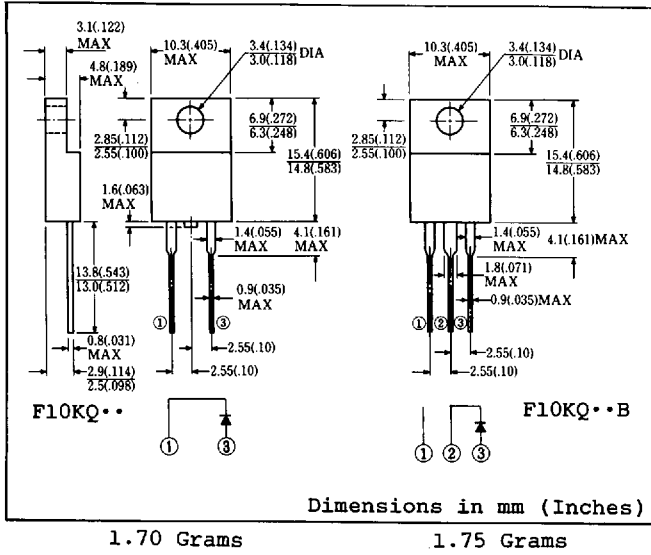 3.1(.122)
MAX
4.8(.189)
MAX
10.3(.405)
MAX
3.4(.134)
3.0(.118)
DIA
2.85(.112)
2.55(.100)
6.9(.272)
6.3(.248)
15.4(.606)
14.8(.583)
1.6(.063)
MAX
1.4(.055)
MAX
4.1(.161)
MAX
13.8(.543)
13.0(.512)
0.9(.035)
MAX
① ③
0.8(.031)
MAX
2.9(.114)
2.5(.098)
2.55(.10)
2.55(.10)
F10KQ··
① ③
10.3(.405)
MAX
3.4(.134)
3.0(.118)
DIA
2.85(.112)
2.55(.100)
6.9(.272)
6.3(.248)
15.4(.606)
14.8(.583)
1.4(.055)
MAX
4.1(.161)MAX
1.8(.071)
MAX
0.9(.035)MAX
① ② ③
2.55(.10)
2.55(.10)
F10KQ··B
① ② ③
Dimensions in mm (Inches)
1.70 Grams
1.75 Grams